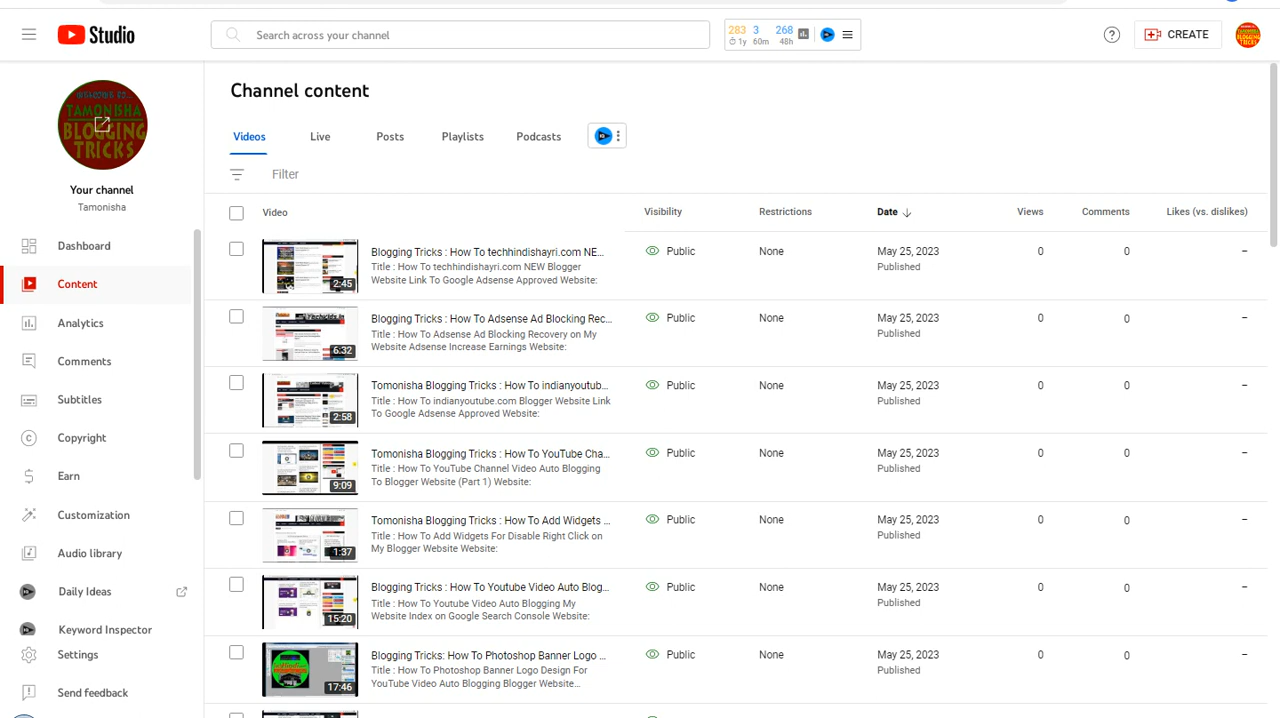 Studio
Search across your channel
283 3 268
1y 60m 48h
CREATE
TAMONISHA
BLOGGING
TRICKS
Your channel
Tamonisha
Dashboard
Content
Analytics
Comments
Subtitles
Copyright
Earn
Customization
Audio library
Daily Ideas
Keyword Inspector
Settings
Send feedback
Channel content
Videos Live Posts Playlists Podcasts
Filter
Video Visibility Restrictions Date Views Comments Likes (vs. dislikes)
2:45
Blogging Tricks : How To techhindishayri.com NE...
Title : How To techhindishayri.com NEW Blogger
Website Link To Google Adsense Approved Website:
Public None May 25, 2023 0 0 –
Published
6:32
Blogging Tricks : How To Adsense Ad Blocking Rec...
Title : How To Adsense Ad Blocking Recovery on My
Website Adsense Increase Earnings Website:
Public None May 25, 2023 0 0 –
Published
2:58
Tomonisha Blogging Tricks : How To indianyoutub...
Title : How To indianyoutube.com Blogger Website Link
To Google Adsense Approved Website:
Public None May 25, 2023 0 0 –
Published
9:09
Tomonisha Blogging Tricks : How To YouTube Cha...
Title : How To YouTube Channel Video Auto Blogging
To Blogger Website (Part 1) Website:
Public None May 25, 2023 0 0 –
Published
1:37
Tomonisha Blogging Tricks : How To Add Widgets ...
Title : How To Add Widgets For Disable Right Click on
My Blogger Website Website:
Public None May 25, 2023 0 0 –
Published
15:20
Blogging Tricks : How To Youtube Video Auto Blog...
Title : How To Youtube Video Auto Blogging My
Website Index on Google Search Console Website:
Public None May 25, 2023 0 0 –
Published
17:46
Blogging Tricks: How To Photoshop Banner Logo ...
Title : How To Photoshop Banner Logo Design For
YouTube Video Auto Blogging Blogger Website...
Public None May 25, 2023 0 0 –
Published